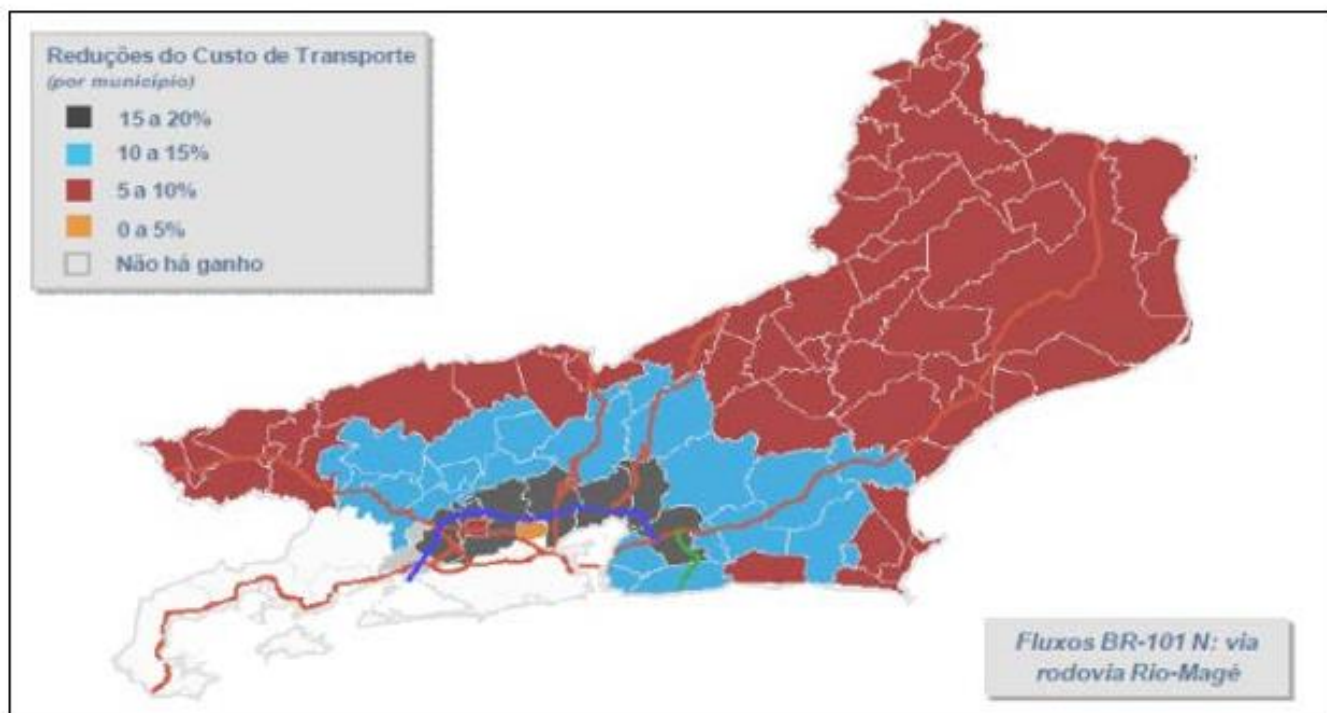 Reduções do Custo de Transporte
(por município)
15 a 20%
10 a 15%
5 a 10%
0 a 5%
Não há ganho
Fluxos BR-101 N: via
rodovia Rio-Magé